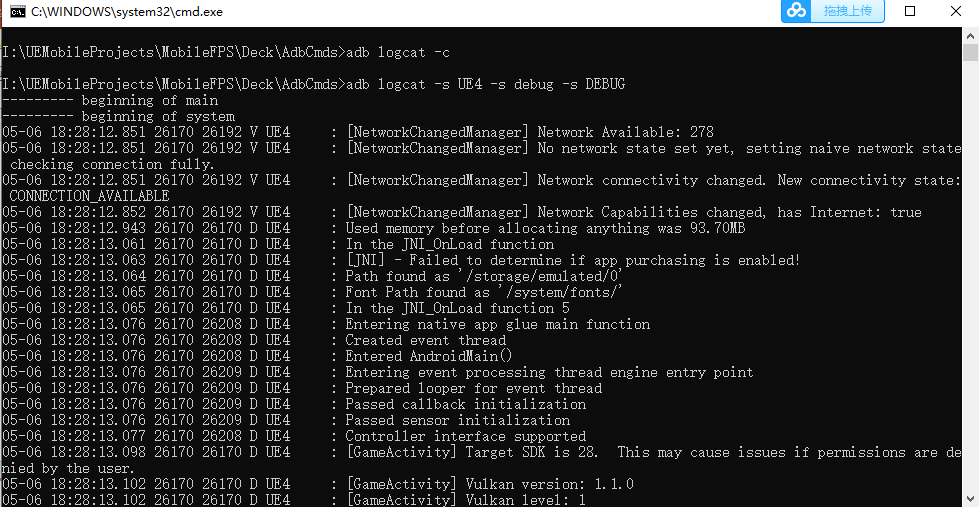 C:\WINDOWS\system32\cmd.exe
拖拽上传
I:\UEMobileProjects\MobileFPS\Deck\AdbCmds>adb logcat -c
I:\UEMobileProjects\MobileFPS\Deck\AdbCmds>adb logcat -s UE4 -s debug -s DEBUG
--------- beginning of main
--------- beginning of system
05-06 18:28:12.851 26170 26192 V UE4     : [NetworkChangedManager] Network Available: 278
05-06 18:28:12.851 26170 26192 V UE4     : [NetworkChangedManager] No network state set yet, setting naive network state
 checking connection fully.
05-06 18:28:12.851 26170 26192 V UE4     : [NetworkChangedManager] Network connectivity changed. New connectivity state:
 CONNECTION_AVAILABLE
05-06 18:28:12.852 26170 26192 V UE4     : [NetworkChangedManager] Network Capabilities changed, has Internet: true
05-06 18:28:12.943 26170 26170 D UE4     : Used memory before allocating anything was 93.70MB
05-06 18:28:13.061 26170 26170 D UE4     : In the JNI_OnLoad function
05-06 18:28:13.063 26170 26170 D UE4     : [JNI] - Failed to determine if app purchasing is enabled!
05-06 18:28:13.064 26170 26170 D UE4     : Path found as '/storage/emulated/0'
05-06 18:28:13.065 26170 26170 D UE4     : Font Path found as '/system/fonts/'
05-06 18:28:13.065 26170 26170 D UE4     : In the JNI_OnLoad function 5
05-06 18:28:13.076 26170 26208 D UE4     : Entering native app glue main function
05-06 18:28:13.076 26170 26208 D UE4     : Created event thread
05-06 18:28:13.076 26170 26208 D UE4     : Entered AndroidMain()
05-06 18:28:13.076 26170 26209 D UE4     : Entering event processing thread engine entry point
05-06 18:28:13.076 26170 26209 D UE4     : Prepared looper for event thread
05-06 18:28:13.076 26170 26209 D UE4     : Passed callback initialization
05-06 18:28:13.076 26170 26209 D UE4     : Passed sensor initialization
05-06 18:28:13.077 26170 26208 D UE4     : Controller interface supported
05-06 18:28:13.098 26170 26170 D UE4     : [GameActivity] Target SDK is 28.  This may cause issues if permissions are de
nied by the user.
05-06 18:28:13.102 26170 26170 D UE4     : [GameActivity] Vulkan version: 1.1.0
05-06 18:28:13.102 26170 26170 D UE4     : [GameActivity] Vulkan level: 1